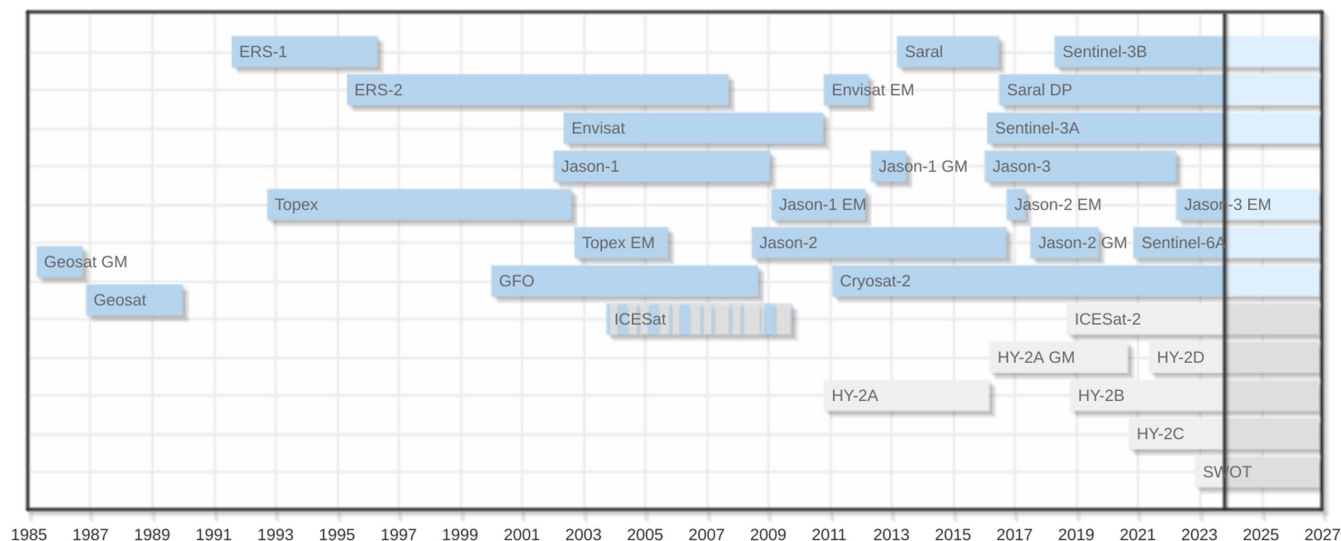 ERS-1 Saral Sentinel-3B
ERS-2 Envisat EM Saral DP
Envisat Sentinel-3A
Jason-1 Jason-1 GM Jason-3
Topex Jason-1 EM Jason-2 EM Jason-3 EM
Topex EM Jason-2 Jason-2 GM Sentinel-6A
Geosat GM
GFO Cryosat-2
Geosat
ICESat ICESat-2
HY-2A GM HY-2D
HY-2A HY-2B
HY-2C
SWOT
1985 1987 1989 1991 1993 1995 1997 1999 2001 2003 2005 2007 2009 2011 2013 2015 2017 2019 2021 2023 2025 2027